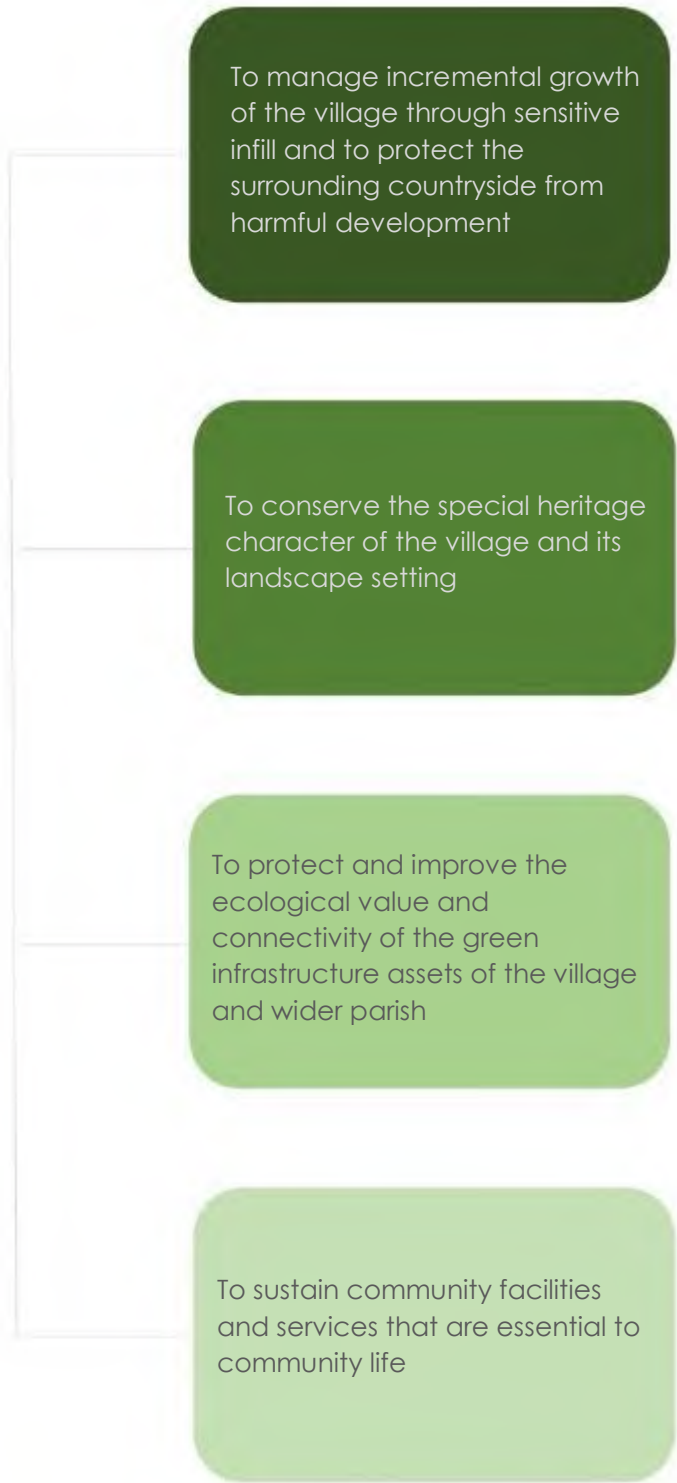 To manage incremental growth
of the village through sensitive
infill and to protect the
surrounding countryside from
harmful development
To conserve the special heritage
character of the village and its
landscape setting
To protect and improve the
ecological value and
connectivity of the green
infrastructure assets of the village
and wider parish
To sustain community facilities
and services that are essential to
community life